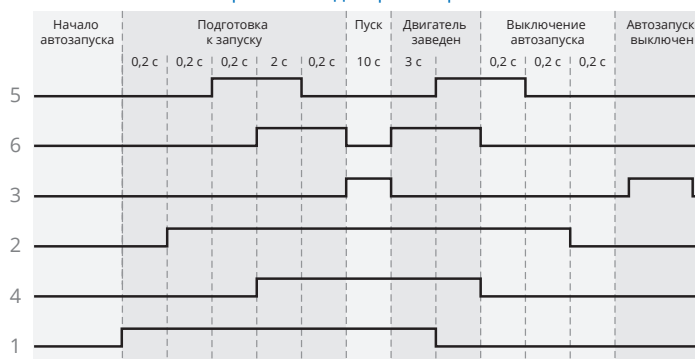 Начало
автозапуска
Подготовка
к запуску
Пуск
Двигатель
заведен
Выключение
автозапуска
Автозапуск
выключен
0,2 с 0,2 с 0,2 с 2 с 0,2 с 10 с 3 с 0,2 с 0,2 с 0,2 с
5
6
3
2
4
1